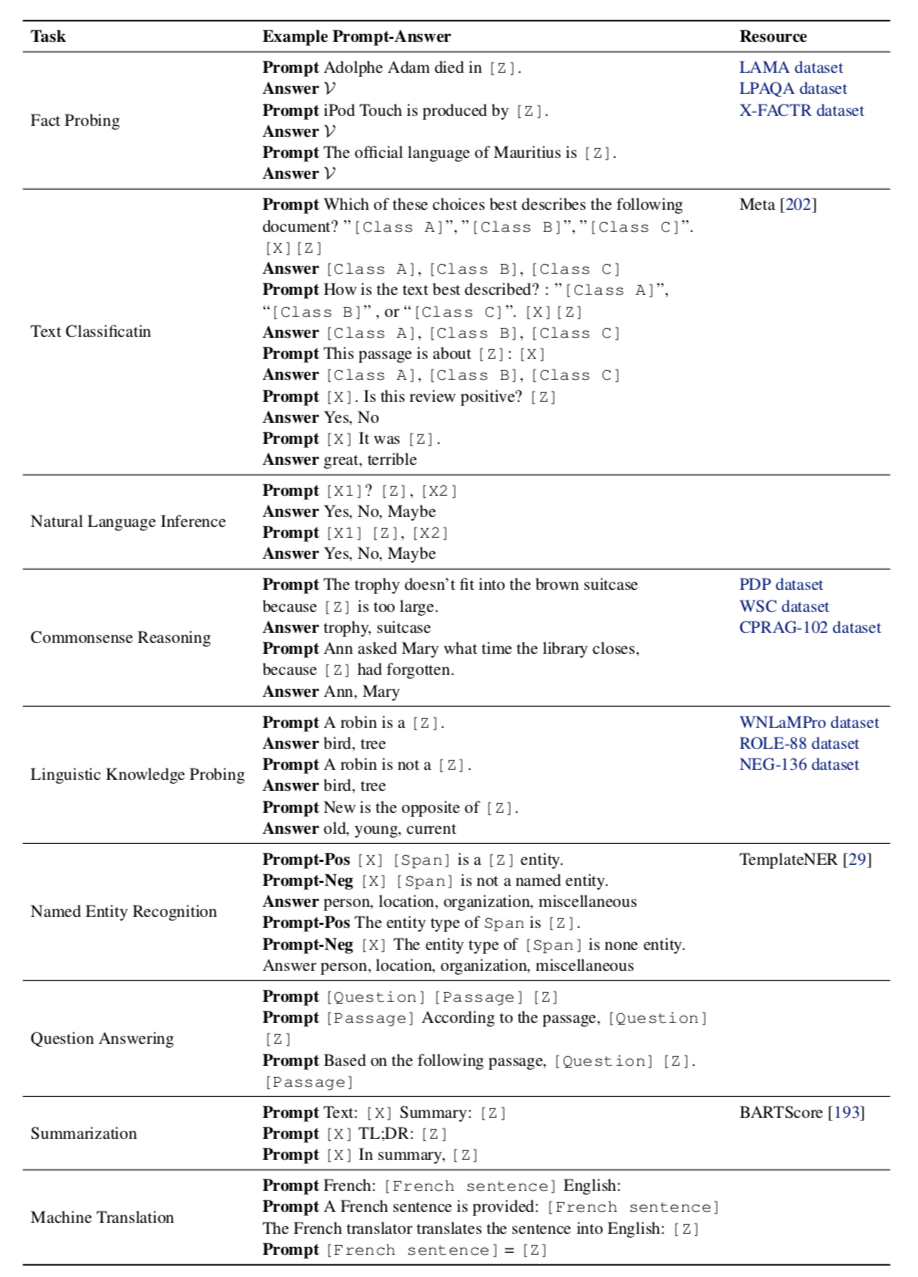 Task Example Prompt-Answer Resource
Prompt Adolphe Adam died in [Z]. LAMA dataset
Answer 𝒱 LPAQA dataset
Prompt iPod Touch is produced by [Z]. X-FACTR dataset
Fact Probing
Answer 𝒱
Prompt The official language of Mauritius is [Z].
Answer 𝒱
Prompt Which of these choices best describes the following Meta [202]
document? ”[Class A]”, ”[Class B]”, ”[Class C]”.
[X][Z]
Answer [Class A], [Class B], [Class C]
Prompt How is the text best described? : ”[Class A]”,
“[Class B]” , or “[Class C]”. [X][Z]
Text Classificatin Answer [Class A], [Class B], [Class C]
Prompt This passage is about [Z]: [X]
Answer [Class A], [Class B], [Class C]
Prompt [X]. Is this review positive? [Z]
Answer Yes, No
Prompt [X] It was [Z].
Answer great, terrible
Prompt [X1]? [Z], [X2]
Natural Language Inference Answer Yes, No, Maybe
Prompt [X1] [Z], [X2]
Answer Yes, No, Maybe
Prompt The trophy doesn’t fit into the brown suitcase PDP dataset
because [Z] is too large. WSC dataset
Commonsense Reasoning Answer trophy, suitcase CPRAG-102 dataset
Prompt Ann asked Mary what time the library closes,
because [Z] had forgotten.
Answer Ann, Mary
Prompt A robin is a [Z]. WNLaMPro dataset
Answer bird, tree ROLE-88 dataset
Linguistic Knowledge Probing Prompt A robin is not a [Z]. NEG-136 dataset
Answer bird, tree
Prompt New is the opposite of [Z].
Answer old, young, current
Prompt-Pos [X] [Span] is a [Z] entity. TemplateNER [29]
Prompt-Neg [X] [Span] is not a named entity.
Named Entity Recognition Answer person, location, organization, miscellaneous
Prompt-Pos The entity type of Span is [Z].
Prompt-Neg [X] The entity type of [Span] is none entity.
Answer person, location, organization, miscellaneous
Prompt [Question] [Passage] [Z]
Prompt [Passage] According to the passage, [Question]
Question Answering [Z]
Prompt Based on the following passage, [Question] [Z].
[Passage]
Prompt Text: [X] Summary: [Z] BARTScore [193]
Summarization Prompt [X] TL;DR: [Z]
Prompt [X] In summary, [Z]
Prompt French: [French sentence] English:
Prompt A French sentence is provided: [French sentence]
Machine Translation The French translator translates the sentence into English: [Z]
Prompt [French sentence] = [Z]